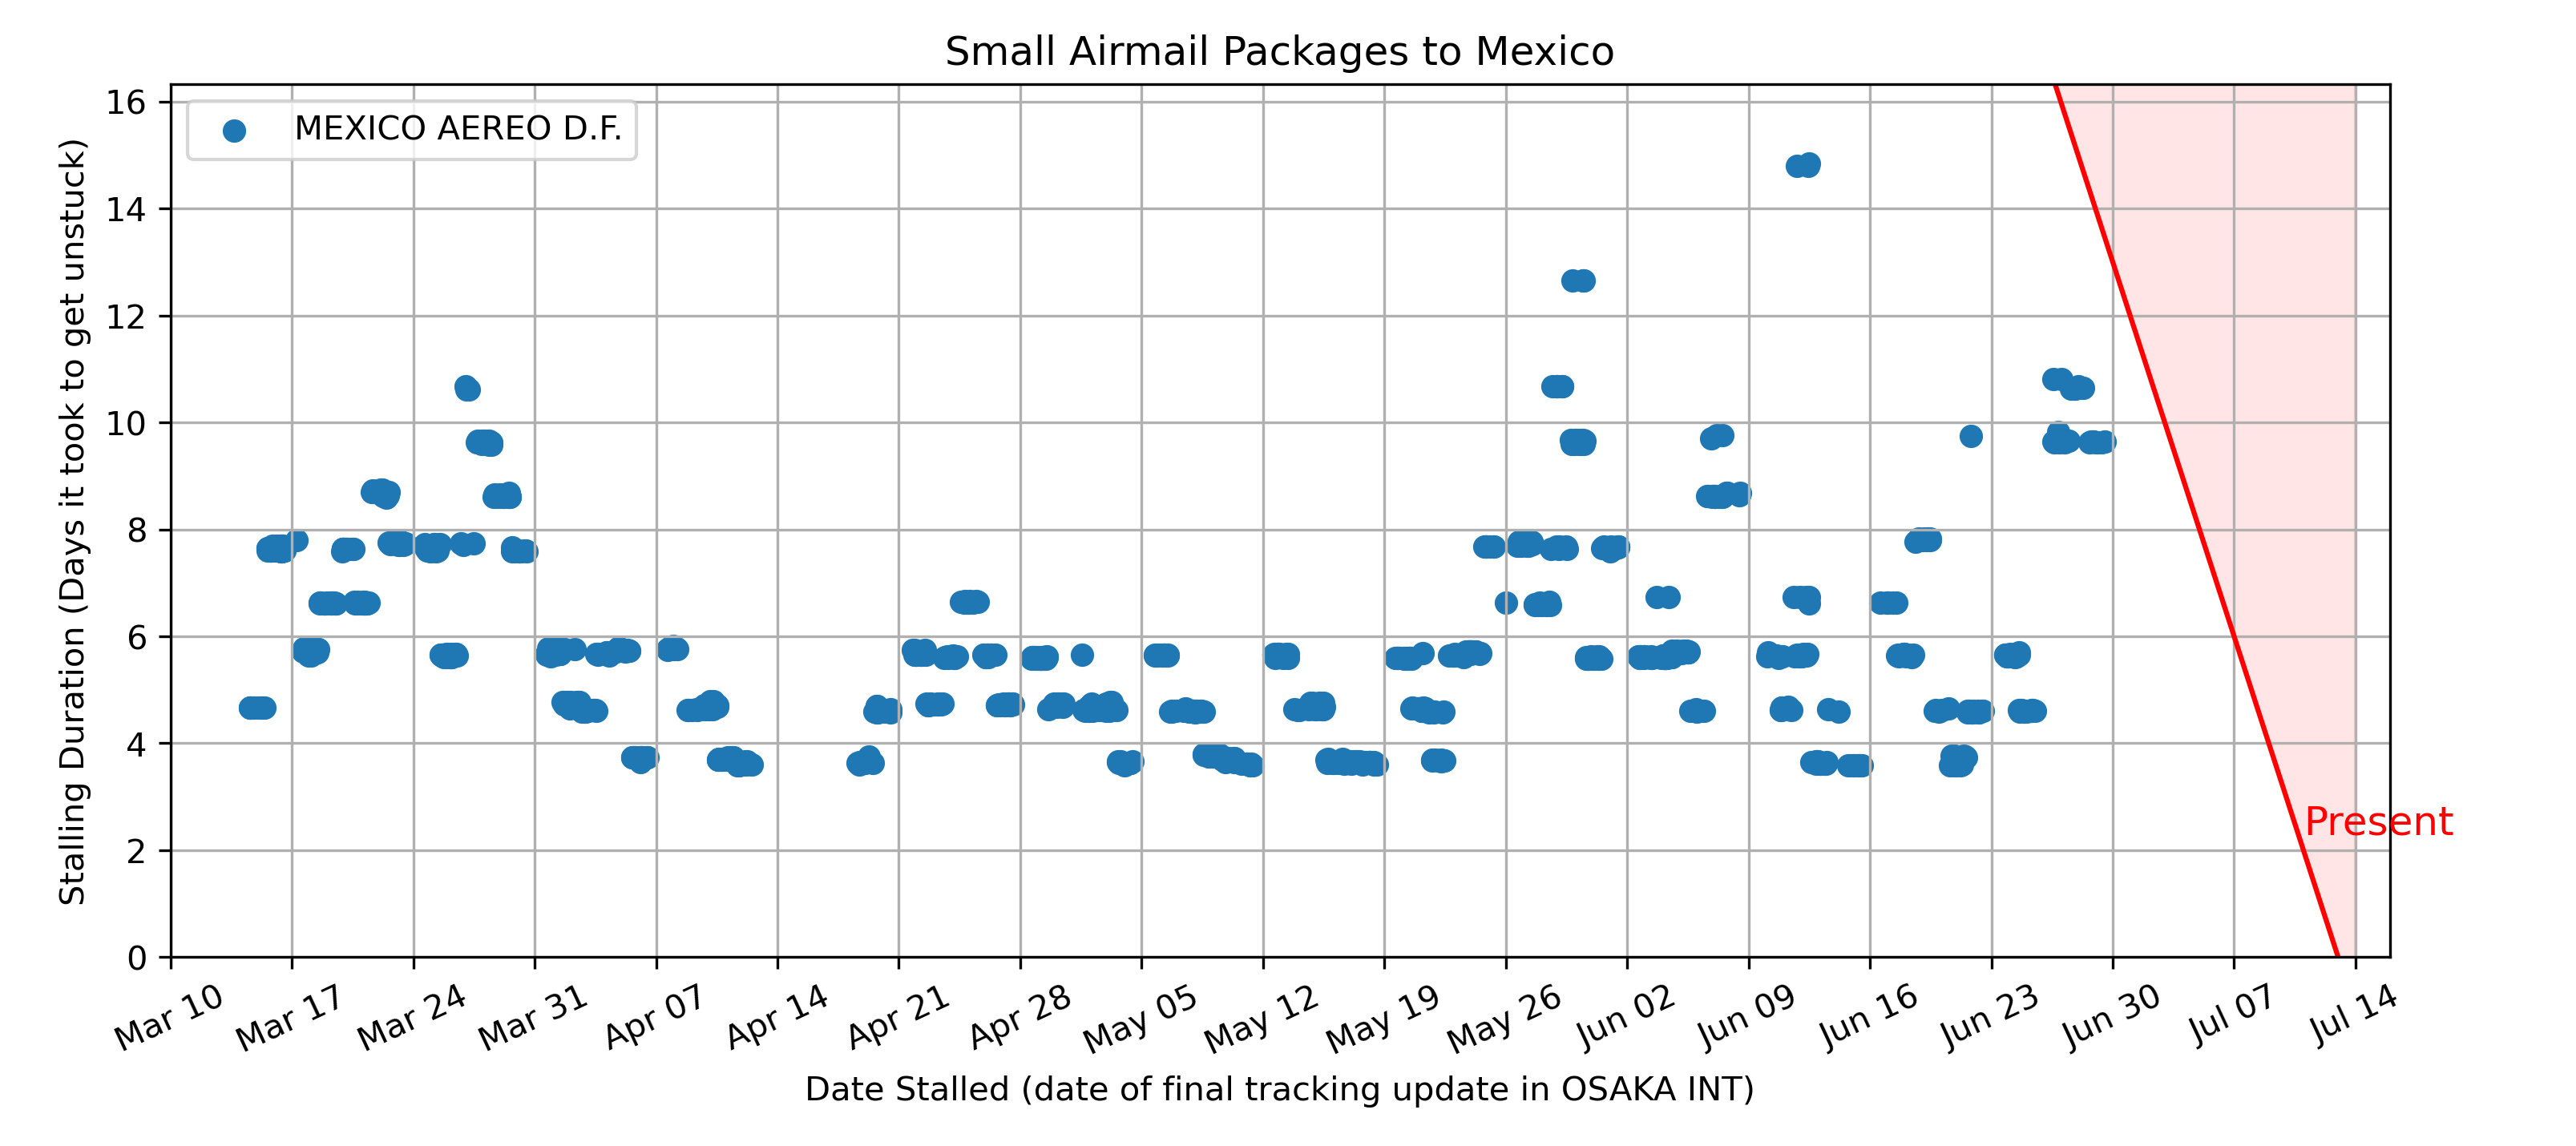 Small Airmail Packages to Mexico
MEXICO AEREO D.F.
Stalling Duration (Days it took to get unstuck)
16
14
12
10
8
6
4
2
0
Present
Mar 10
Mar 17
Mar 24
Mar 31
Apr 07
Apr 14
Apr 21
Apr 28
May 05
May 12
May 19
May 26
Jun 02
Jun 09
Jun 16
Jun 23
Jun 30
Jul 07
Jul 14
Date Stalled (date of final tracking update in OSAKA INT)